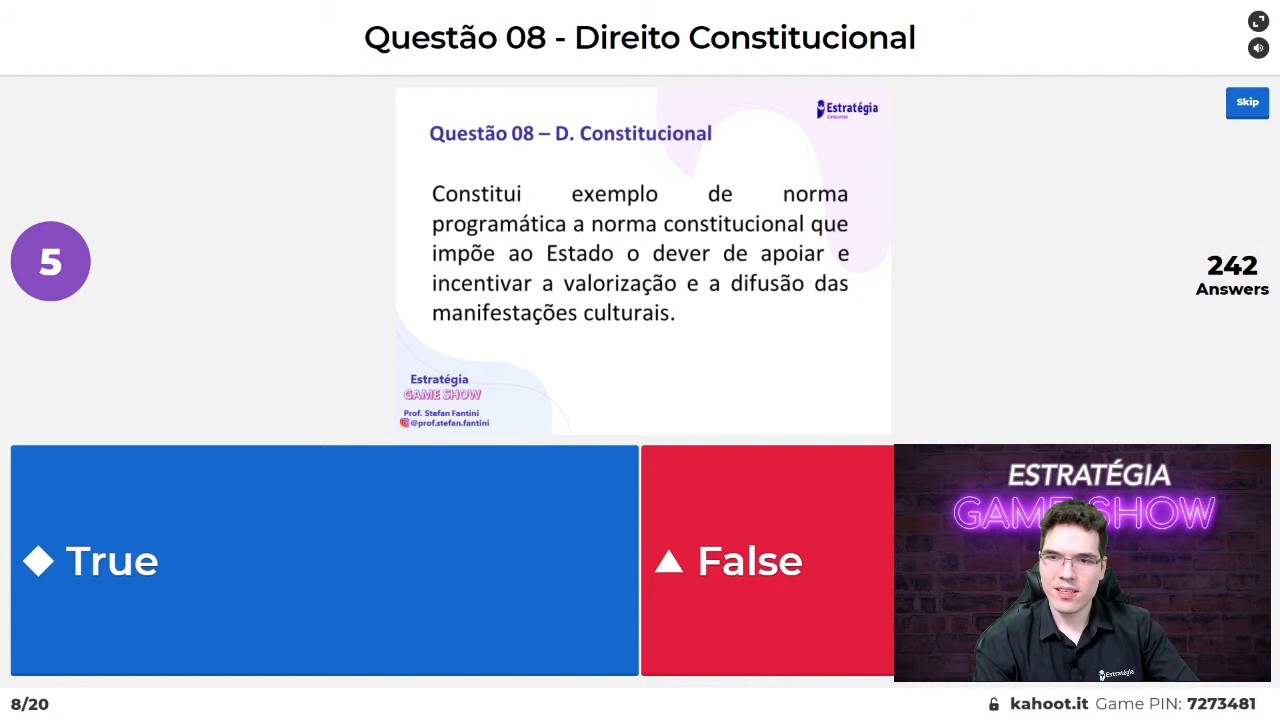 Questão 08 - Direito Constitucional
Skip
Estratégia
Concursos
Questão 08 – D. Constitucional
Constitui exemplo de norma
programática a norma constitucional que
impõe ao Estado o dever de apoiar e
incentivar a valorização e a difusão das
manifestações culturais.
5
242
Answers
Estratégia
GAME SHOW
Prof. Stefan Fantini
@prof.stefan.fantini
True
False
ESTRATÉGIA
GAME SHOW
Estratégia
8/20
kahoot.it Game PIN: 7273481